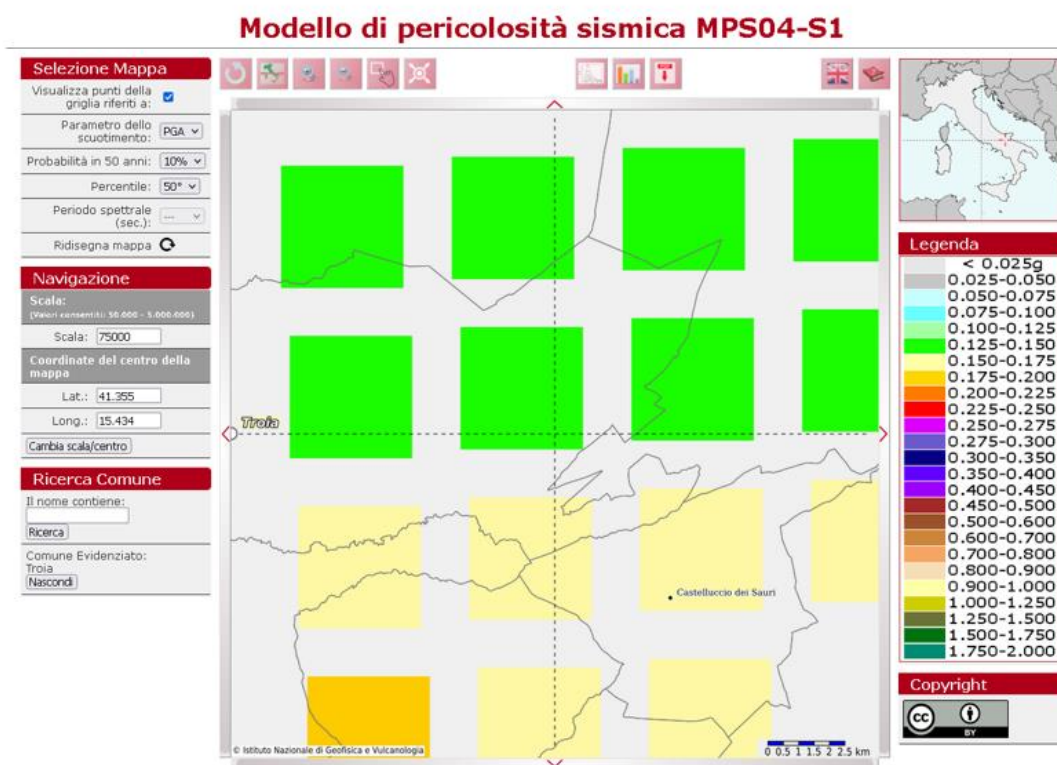 Modello di pericolosità sismica MPS04-S1
Selezione Mappa
Visualizza punti della
griglia riferiti a:
Parametro dello
scuotimento:
PGA
Probabilità in 50 anni:
10%
Percentile:
50°
Periodo spettrale
(sec.):
---
Ridisegna mappa
Navigazione
Scala:
(Valori consentiti: 50.000 - 5.000.000)
Scala:
75000
Coordinate del centro della
mappa
Lat.:
41.355
Long.:
15.434
Cambia scala/centro
Ricerca Comune
Il nome contiene:
Ricerca
Comune Evidenziato:
Troia
Nascondi
PDF
Troia
Castelluccio dei Sauri
© Istituto Nazionale di Geofisica e Vulcanologia
0 0.5 1 1.5 2 2.5 km
Legenda
< 0.025g
0.025-0.050
0.050-0.075
0.075-0.100
0.100-0.125
0.125-0.150
0.150-0.175
0.175-0.200
0.200-0.225
0.225-0.250
0.250-0.275
0.275-0.300
0.300-0.350
0.350-0.400
0.400-0.450
0.450-0.500
0.500-0.600
0.600-0.700
0.700-0.800
0.800-0.900
0.900-1.000
1.000-1.250
1.250-1.500
1.500-1.750
1.750-2.000
Copyright
cc
BY